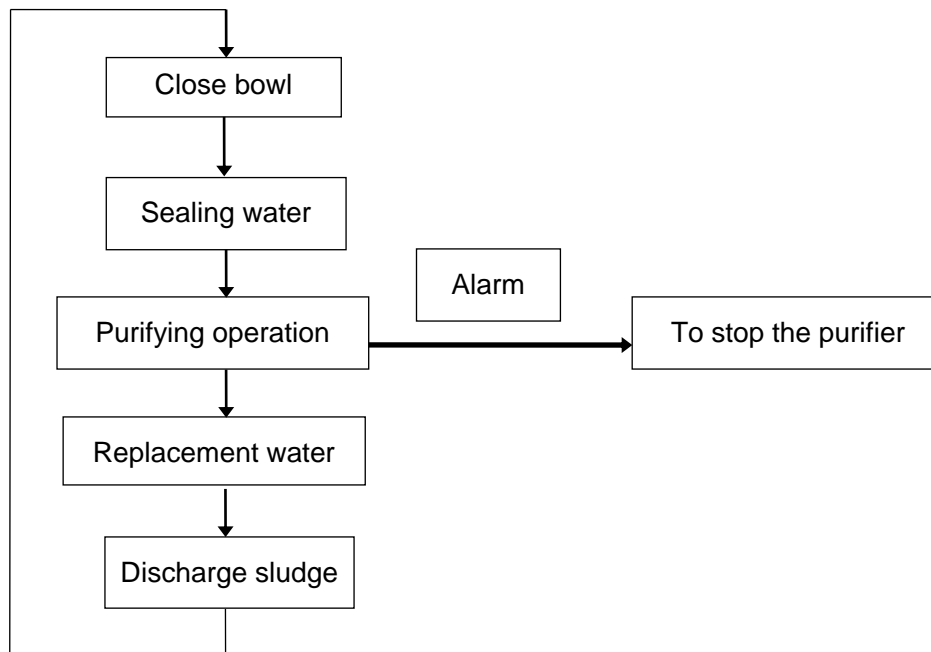 Close bowl
Sealing water
Alarm
Purifying operation
To stop the purifier
Replacement water
Discharge sludge